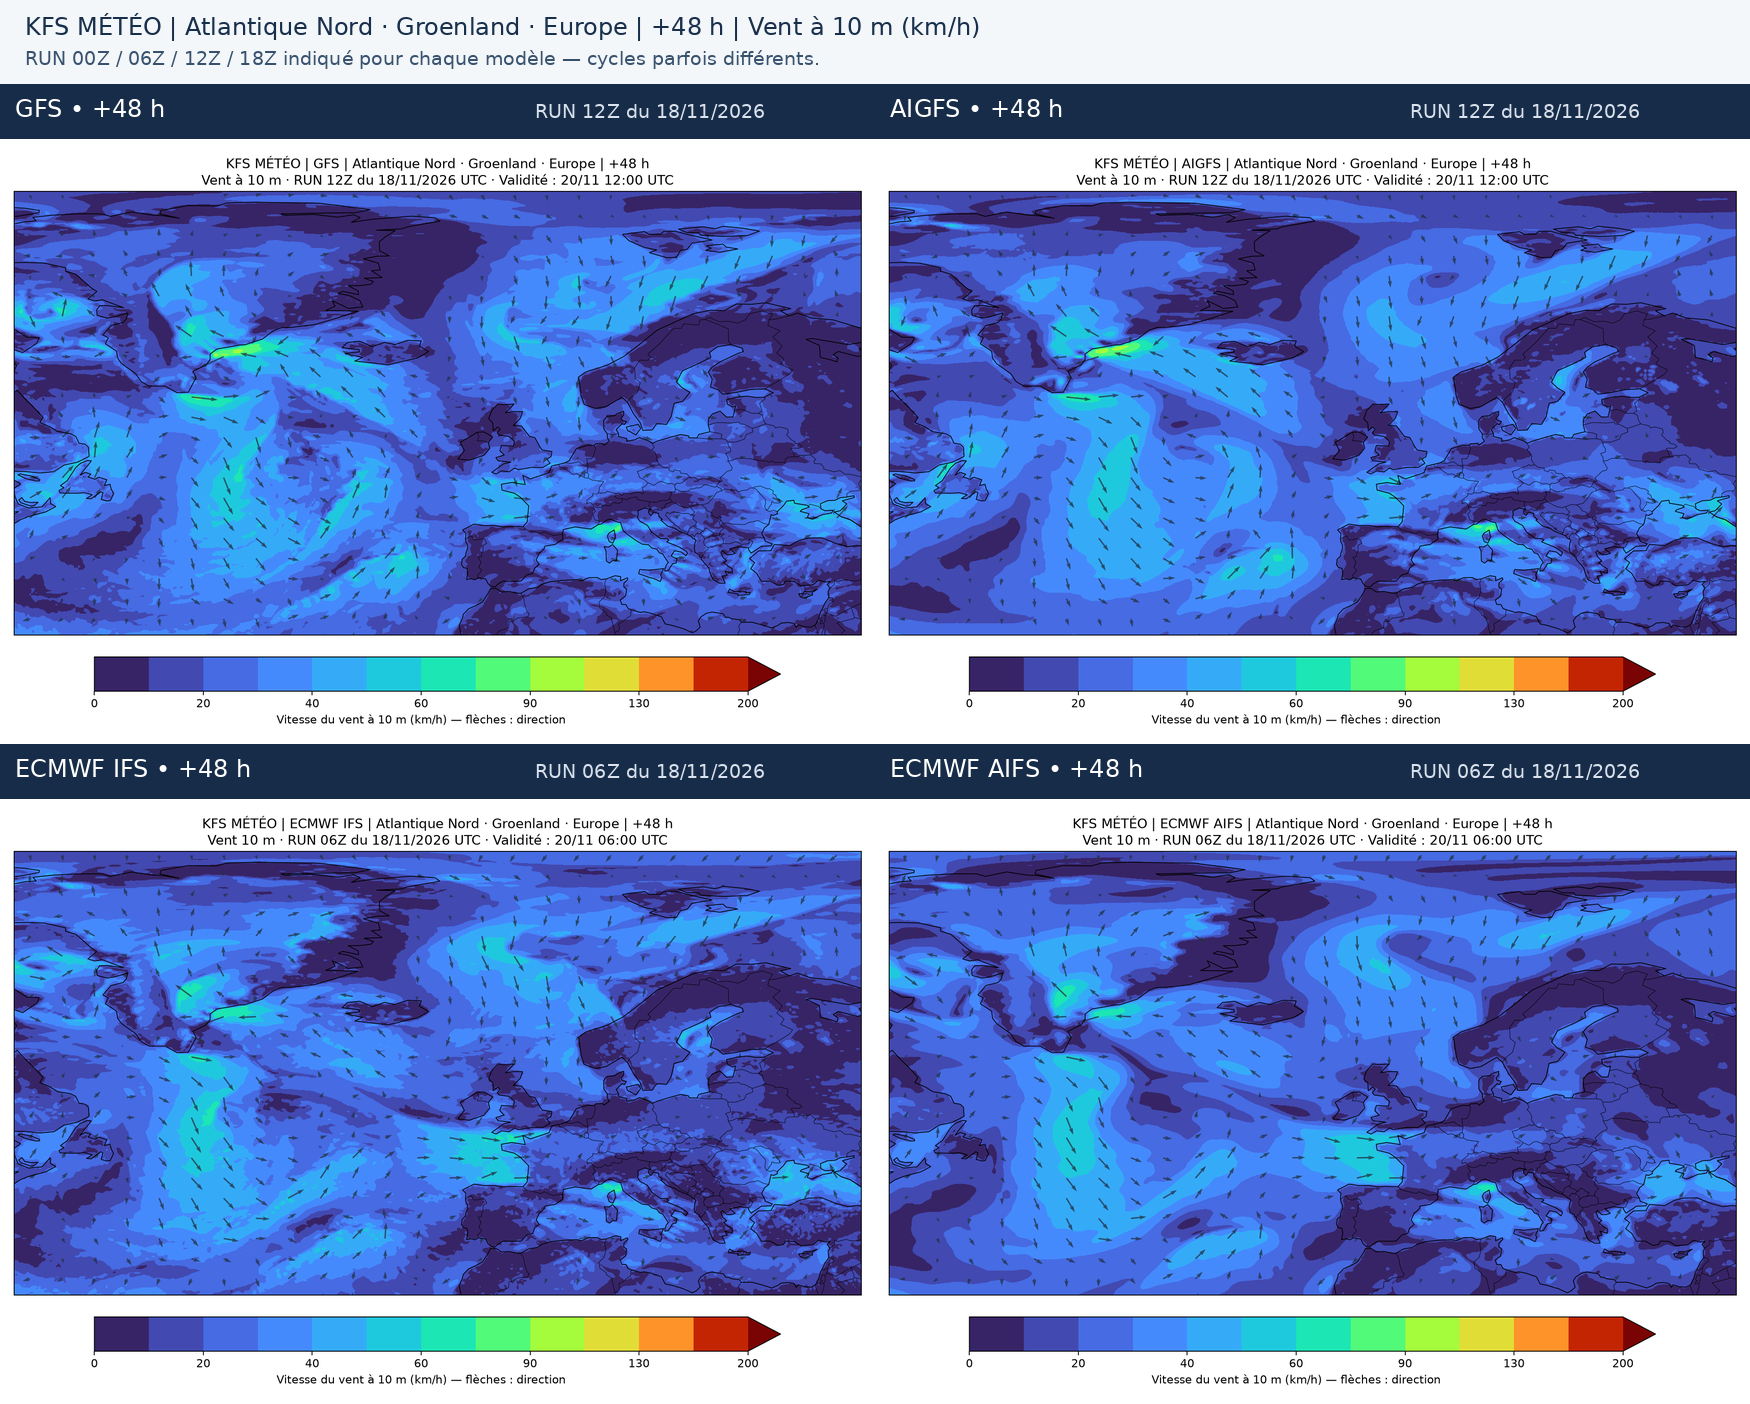 KFS MÉTÉO | Atlantique Nord · Groenland · Europe | +48 h | Vent à 10 m (km/h)
RUN 00Z / 06Z / 12Z / 18Z indiqué pour chaque modèle — cycles parfois différents.
GFS • +48 h
RUN 12Z du 18/11/2026
KFS MÉTÉO | GFS | Atlantique Nord · Groenland · Europe | +48 h
Vent à 10 m · RUN 12Z du 18/11/2026 UTC · Validité : 20/11 12:00 UTC
0 20 40 60 90 130 200
Vitesse du vent à 10 m (km/h) — flèches : direction
AIGFS • +48 h
RUN 12Z du 18/11/2026
KFS MÉTÉO | AIGFS | Atlantique Nord · Groenland · Europe | +48 h
Vent à 10 m · RUN 12Z du 18/11/2026 UTC · Validité : 20/11 12:00 UTC
0 20 40 60 90 130 200
Vitesse du vent à 10 m (km/h) — flèches : direction
ECMWF IFS • +48 h
RUN 06Z du 18/11/2026
KFS MÉTÉO | ECMWF IFS | Atlantique Nord · Groenland · Europe | +48 h
Vent 10 m · RUN 06Z du 18/11/2026 UTC · Validité : 20/11 06:00 UTC
0 20 40 60 90 130 200
Vitesse du vent à 10 m (km/h) — flèches : direction
ECMWF AIFS • +48 h
RUN 06Z du 18/11/2026
KFS MÉTÉO | ECMWF AIFS | Atlantique Nord · Groenland · Europe | +48 h
Vent 10 m · RUN 06Z du 18/11/2026 UTC · Validité : 20/11 06:00 UTC
0 20 40 60 90 130 200
Vitesse du vent à 10 m (km/h) — flèches : direction